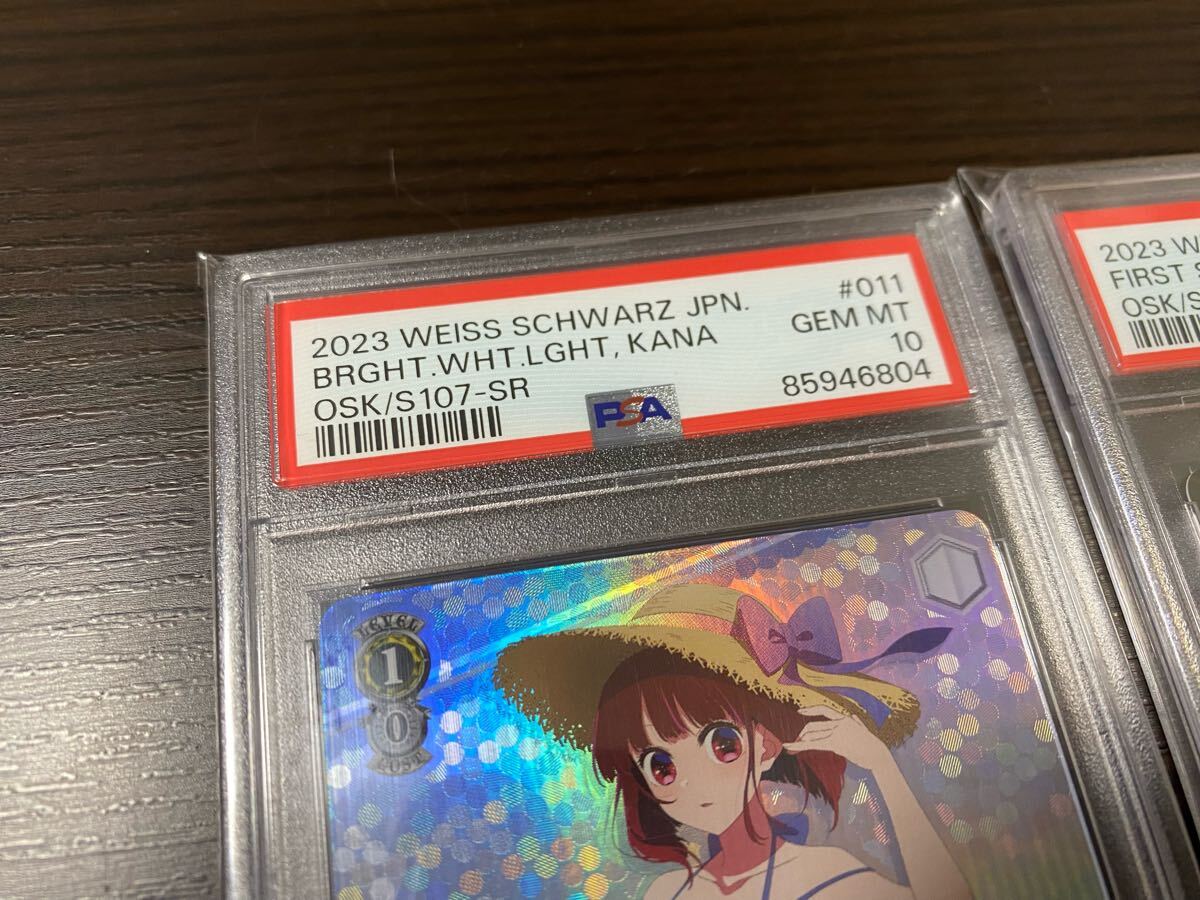 2023 WEISS SCHWARZ JPN. #011
BRGHT.WHT.LGHT, KANA GEM MT
OSK/S107-SR 10
PSA 85946804
LEVEL
1
0
COST
2023
FIRST
OSK/S